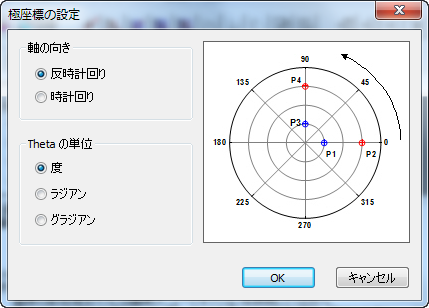 極座標の設定
軸の向き
反時計回り
時計回り
Theta の単位
度
ラジアン
グラジアン
90
135
45
P4
P3
180
0
P1
P2
225
315
270
OK
キャンセル